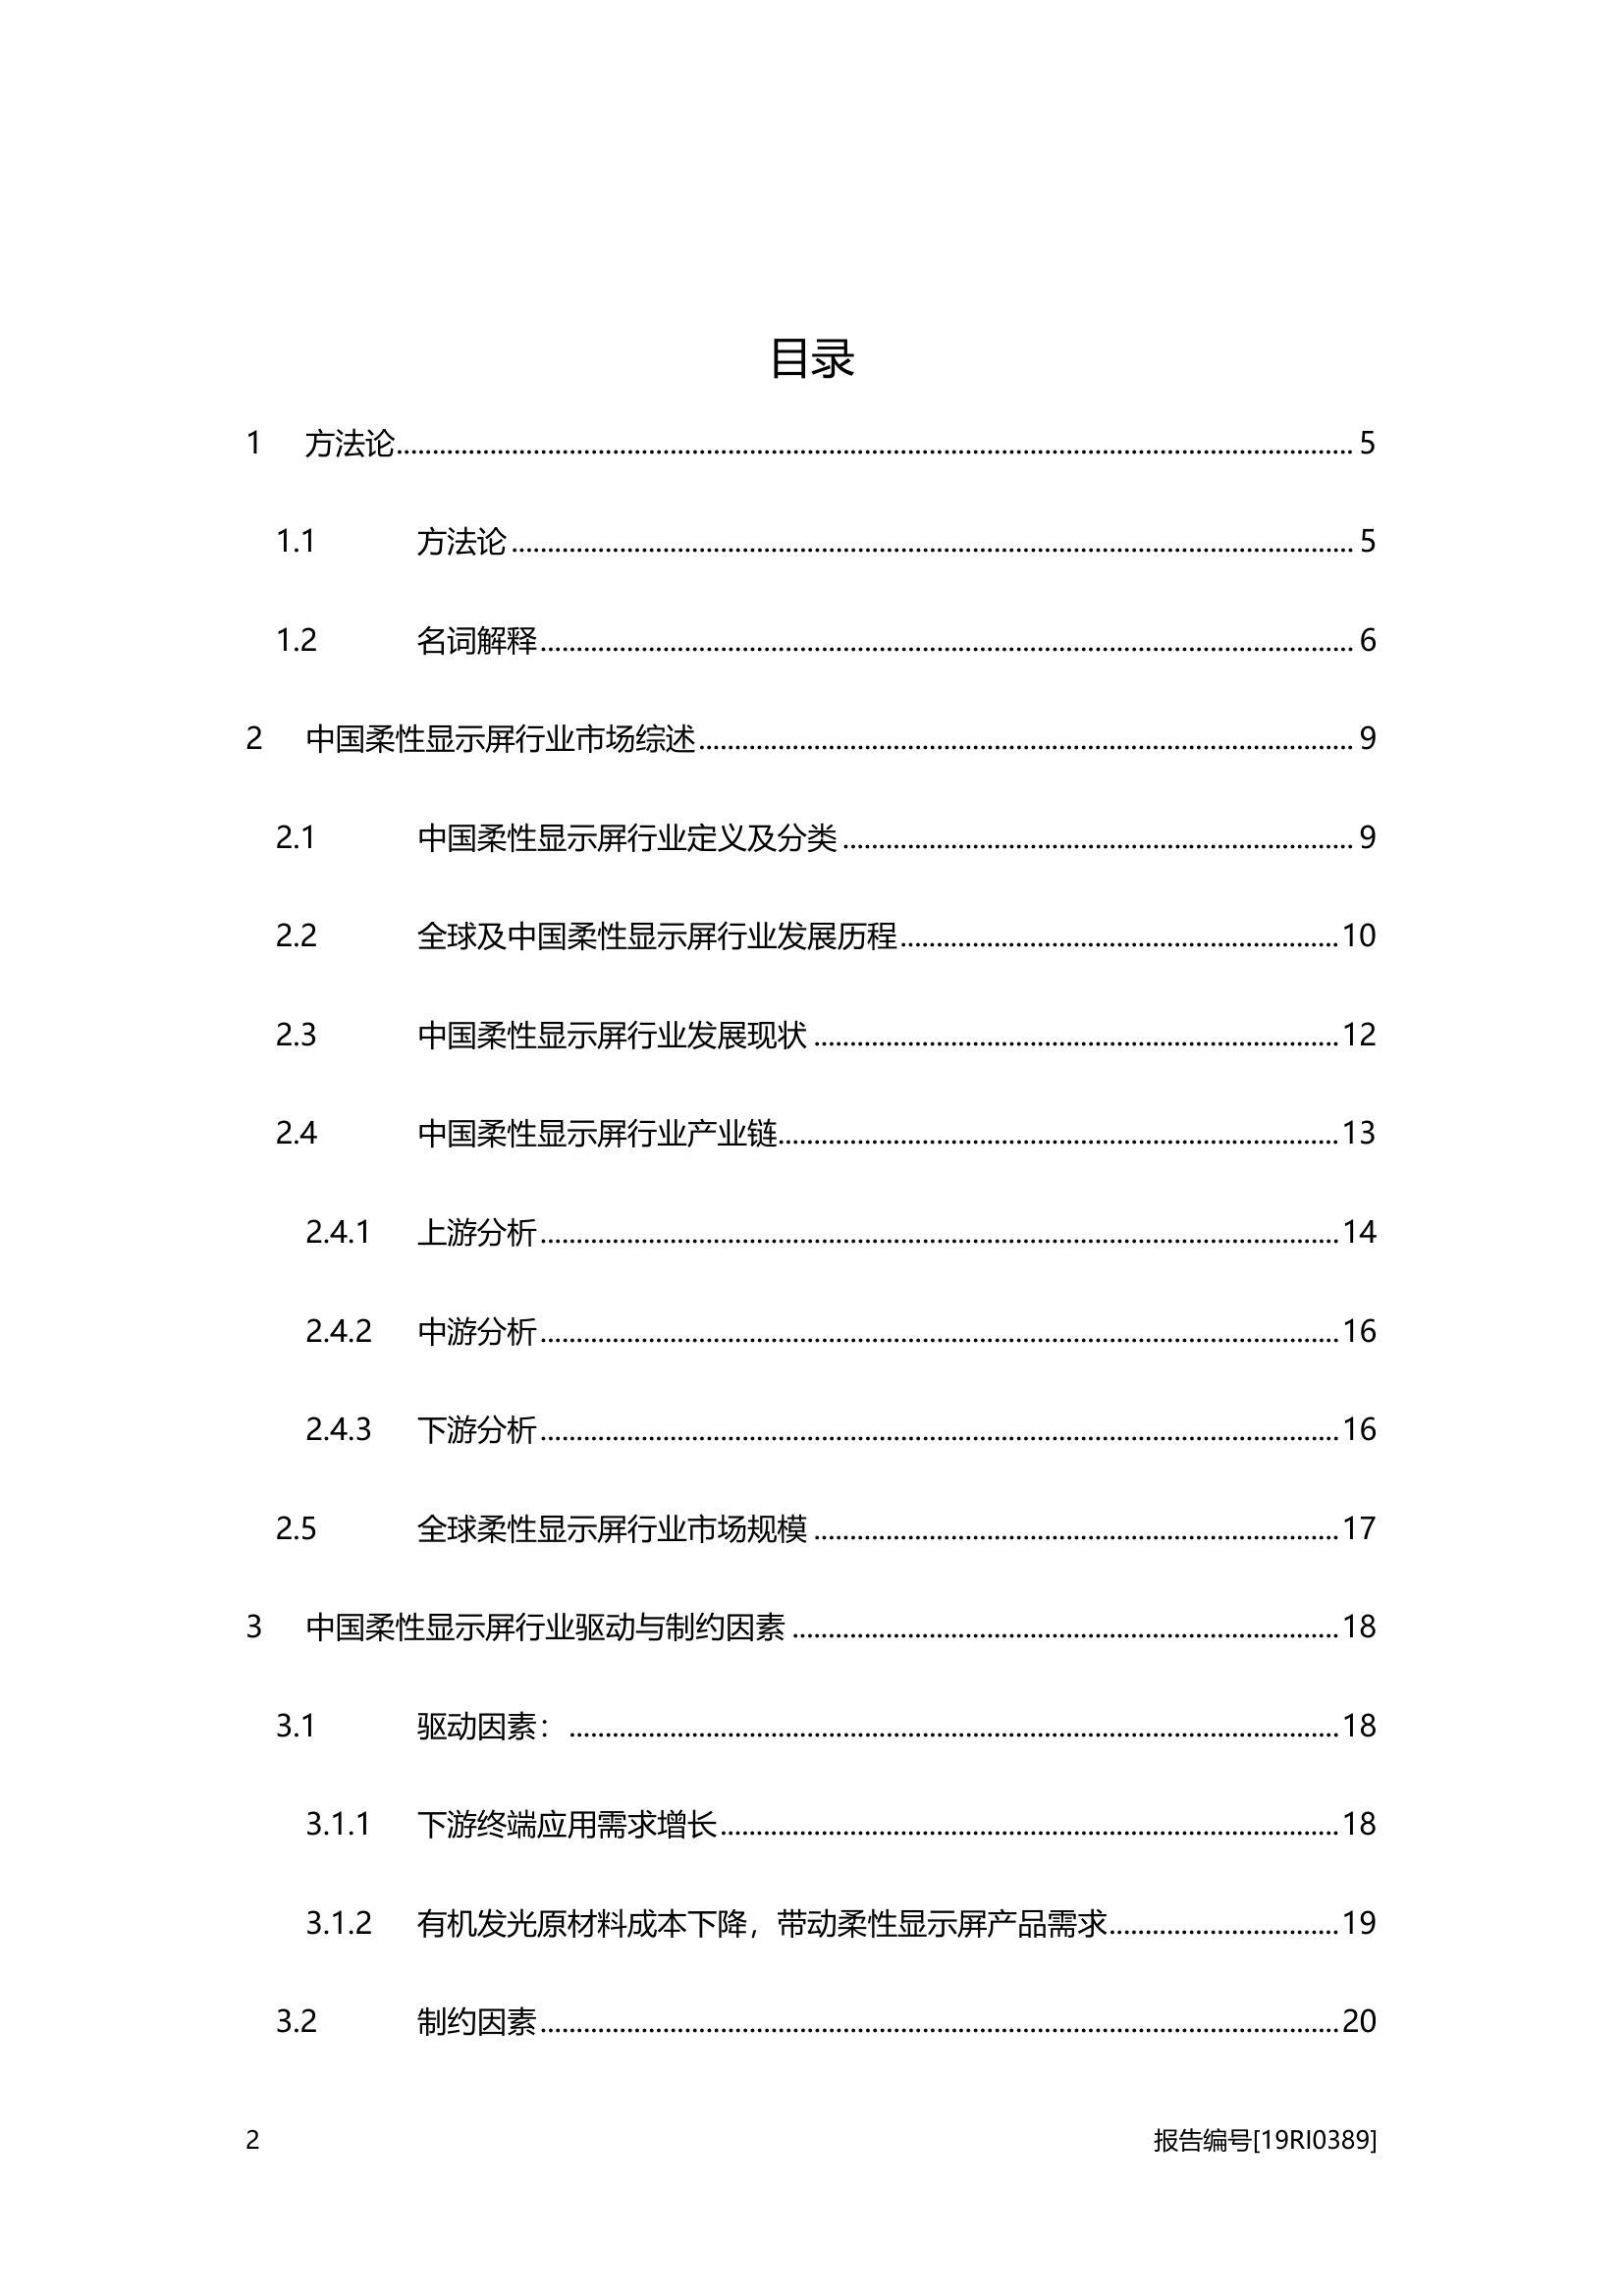 目录
1 方法论 5
1.1 方法论 5
1.2 名词解释 6
2 中国柔性显示屏行业市场综述 9
2.1 中国柔性显示屏行业定义及分类 9
2.2 全球及中国柔性显示屏行业发展历程 10
2.3 中国柔性显示屏行业发展现状 12
2.4 中国柔性显示屏行业产业链 13
2.4.1 上游分析 14
2.4.2 中游分析 16
2.4.3 下游分析 16
2.5 全球柔性显示屏行业市场规模 17
3 中国柔性显示屏行业驱动与制约因素 18
3.1 驱动因素： 18
3.1.1 下游终端应用需求增长 18
3.1.2 有机发光原材料成本下降，带动柔性显示屏产品需求 19
3.2 制约因素 20
2 报告编号[19RI0389]